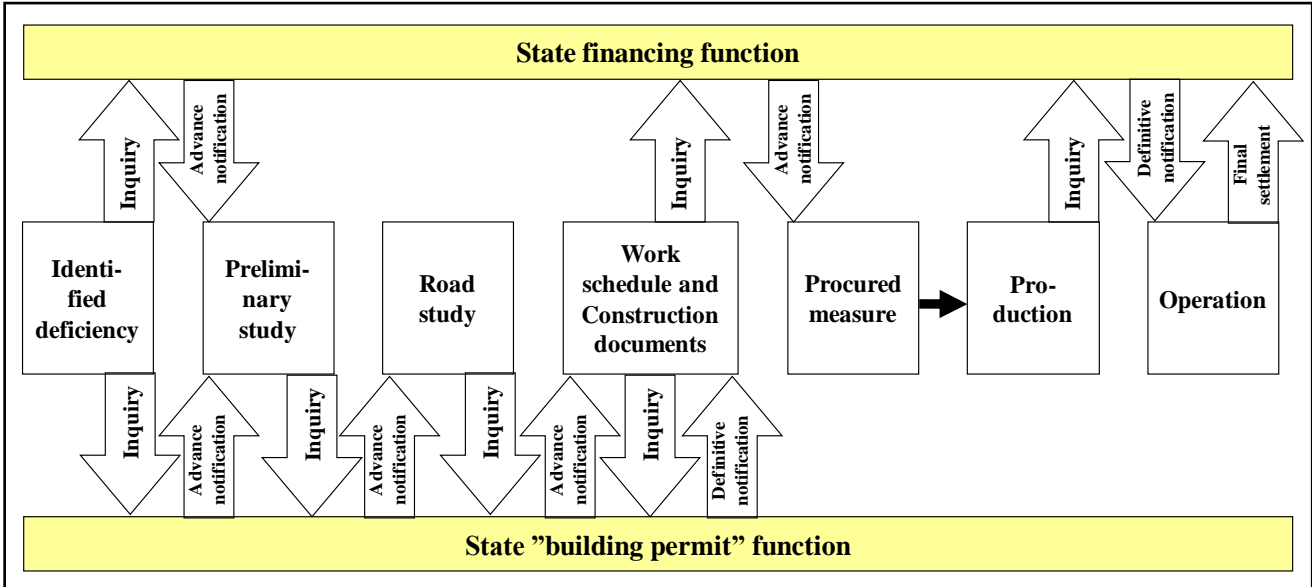 State financing function
Inquiry
Advance
notification
Inquiry
Advance
notification
Inquiry
Definitive
notification
Final
settlement
Identi-
fied
deficiency
Prelimi-
nary
study
Road
study
Work
schedule and
Construction
documents
Procured
measure
Pro-
duction
Operation
Inquiry
Advance
notification
Inquiry
Advance
notification
Inquiry
Advance
notification
Inquiry
Definitive
notification
State ”building permit” function